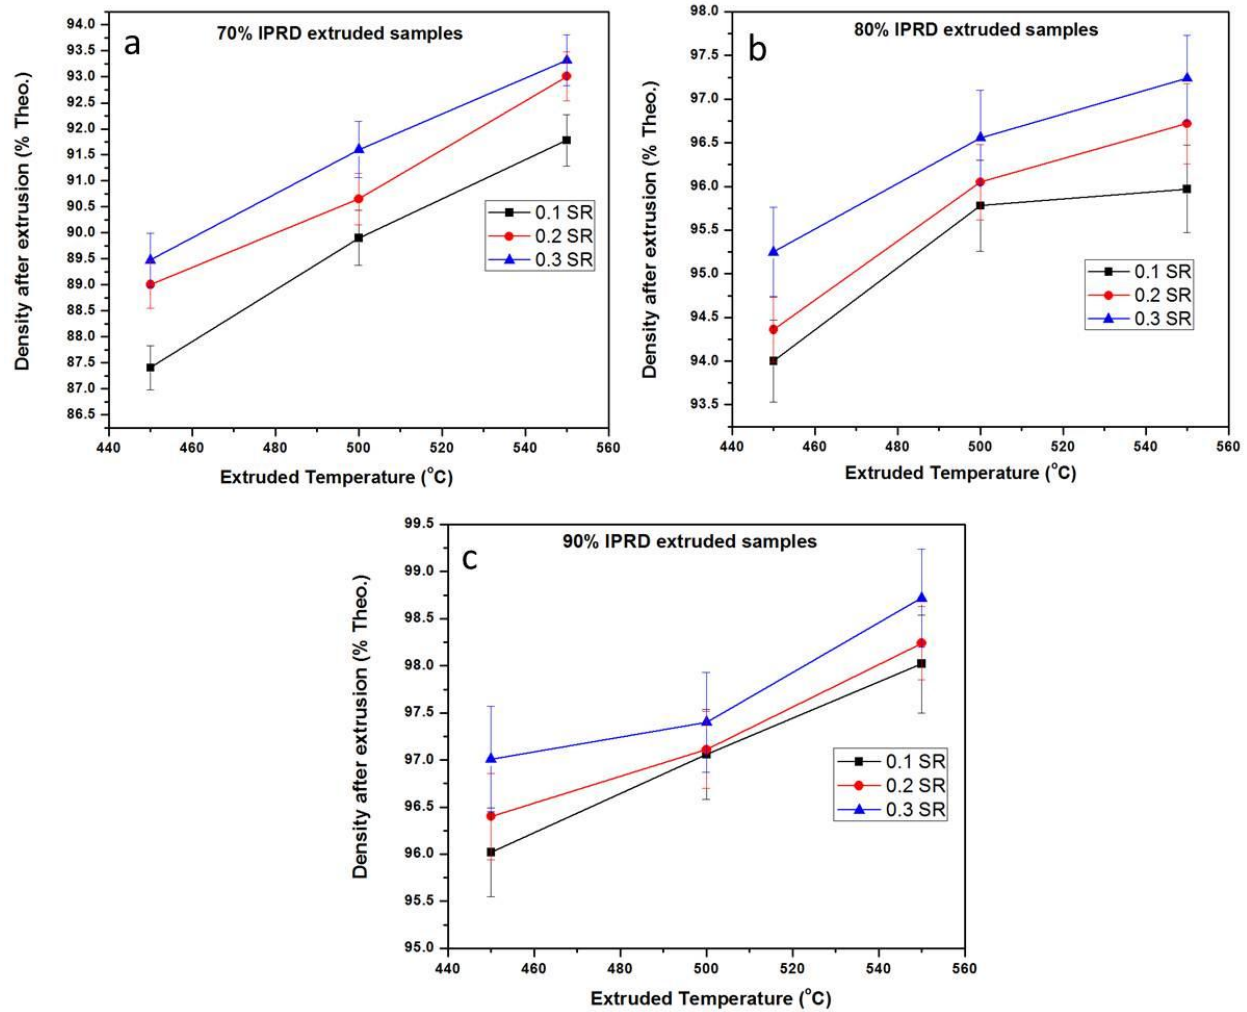 a
70% IPRD extruded samples
Density after extrusion (% Theo.)
94.0
93.5
93.0
92.5
92.0
91.5
91.0
90.5
90.0
89.5
89.0
88.5
88.0
87.5
87.0
86.5
0.1 SR
0.2 SR
0.3 SR
440 460 480 500 520 540 560
Extruded Temperature (°C)
b
80% IPRD extruded samples
Density after extrusion (% Theo.)
98.0
97.5
97.0
96.5
96.0
95.5
95.0
94.5
94.0
93.5
0.1 SR
0.2 SR
0.3 SR
440 460 480 500 520 540 560
Extruded Temperature (°C)
c
90% IPRD extruded samples
Density after extrusion (% Theo.)
99.5
99.0
98.5
98.0
97.5
97.0
96.5
96.0
95.5
95.0
0.1 SR
0.2 SR
0.3 SR
440 460 480 500 520 540 560
Extruded Temperature (°C)